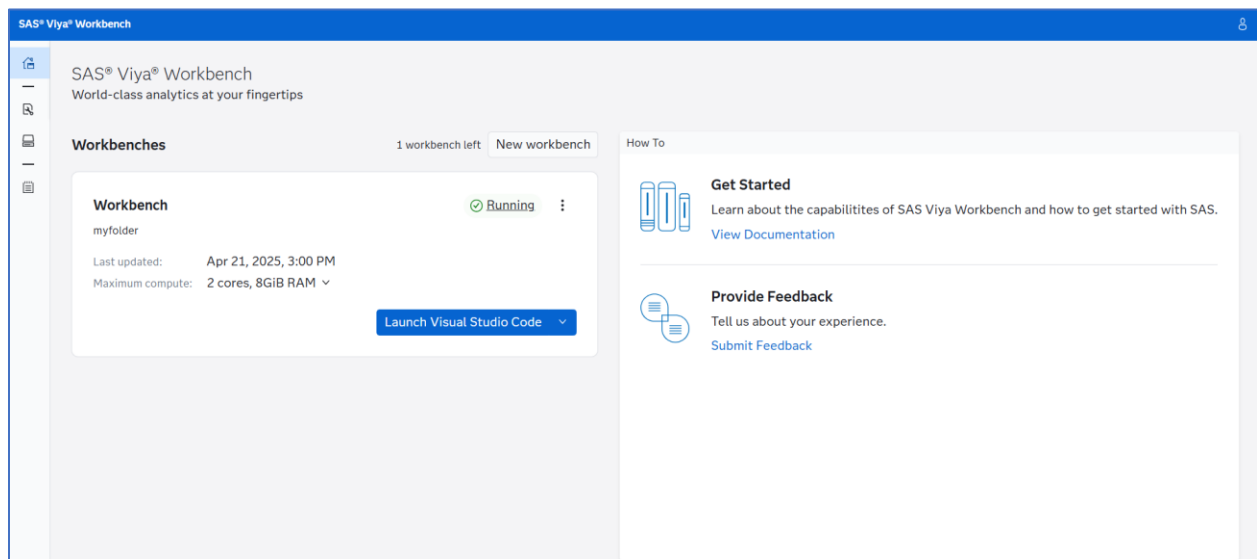 SAS® Viya® Workbench
SAS® Viya® Workbench
World-class analytics at your fingertips
Workbenches
1 workbench left
New workbench
Workbench
Running
myfolder
Last updated: Apr 21, 2025, 3:00 PM
Maximum compute: 2 cores, 8GiB RAM
Launch Visual Studio Code
How To
Get Started
Learn about the capabilitites of SAS Viya Workbench and how to get started with SAS.
View Documentation
Provide Feedback
Tell us about your experience.
Submit Feedback